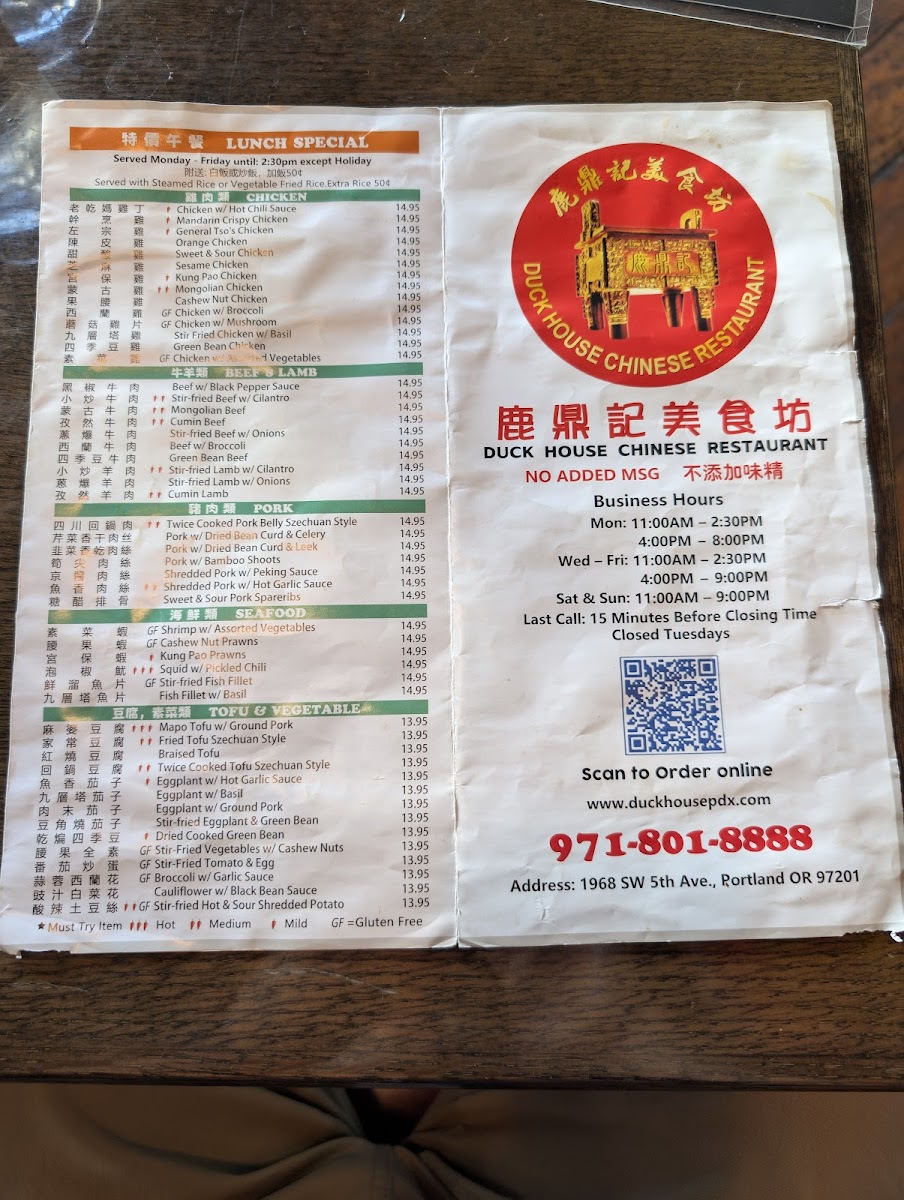 特價午餐 LUNCH SPECIAL
Served Monday - Friday until: 2:30pm except Holiday
附送: 白飯或炒飯, 加飯50¢
Served with Steamed Rice or Vegetable Fried Rice.Extra Rice 50¢
雞肉類 CHICKEN
老乾媽雞丁 Chicken w/ Hot Chili Sauce 14.95
幹烹雞 Mandarin Crispy Chicken 14.95
左宗雞 General Tso's Chicken 14.95
陳皮雞 Orange Chicken 14.95
甜酸雞 Sweet & Sour Chicken 14.95
芝麻雞 Sesame Chicken 14.95
宮保雞 Kung Pao Chicken 14.95
蒙古雞 Mongolian Chicken 14.95
果腰雞 Cashew Nut Chicken 14.95
西蘭雞 GF Chicken w/ Broccoli 14.95
蘑菇雞片 GF Chicken w/ Mushroom 14.95
九層塔雞 Stir Fried Chicken w/ Basil 14.95
四季豆雞 Green Bean Chicken 14.95
素菜雞 GF Chicken w/ Assorted Vegetables 14.95
牛羊類 BEEF & LAMB
黑椒牛肉 Beef w/ Black Pepper Sauce 14.95
小炒牛肉 Stir-fried Beef w/ Cilantro 14.95
蒙古牛肉 Mongolian Beef 14.95
孜然牛肉 Cumin Beef 14.95
蔥爆牛肉 Stir-fried Beef w/ Onions 14.95
西蘭牛肉 Beef w/ Broccoli 14.95
四季豆牛肉 Green Bean Beef 14.95
小炒羊肉 Stir-fried Lamb w/ Cilantro 14.95
蔥爆羊肉 Stir-fried Lamb w/ Onions 14.95
孜然羊肉 Cumin Lamb 14.95
豬肉類 PORK
四川回鍋肉 Twice Cooked Pork Belly Szechuan Style 14.95
芹菜香干肉丝 Pork w/ Dried Bean Curd & Celery 14.95
韭菜香乾肉絲 Pork w/ Dried Bean Curd & Leek 14.95
筍尖肉絲 Pork w/ Bamboo Shoots 14.95
京醬肉絲 Shredded Pork w/ Peking Sauce 14.95
魚香肉絲 Shredded Pork w/ Hot Garlic Sauce 14.95
糖醋排骨 Sweet & Sour Pork Spareribs 14.95
海鮮類 SEAFOOD
素菜蝦 GF Shrimp w/ Assorted Vegetables 14.95
腰果蝦 GF Cashew Nut Prawns 14.95
宮保蝦 Kung Pao Prawns 14.95
泡椒魷 Squid w/ Pickled Chili 14.95
鮮溜魚片 GF Stir-fried Fish Fillet 14.95
九層塔魚片 Fish Fillet w/ Basil 14.95
豆腐, 素菜類 TOFU & VEGETABLE
麻婆豆腐 Mapo Tofu w/ Ground Pork 13.95
家常豆腐 Fried Tofu Szechuan Style 13.95
紅燒豆腐 Braised Tofu 13.95
回鍋豆腐 Twice Cooked Tofu Szechuan Style 13.95
魚香茄子 Eggplant w/ Hot Garlic Sauce 13.95
九層塔茄子 Eggplant w/ Basil 13.95
肉末茄子 Eggplant w/ Ground Pork 13.95
豆角燒茄子 Stir-fried Eggplant & Green Bean 13.95
乾煸四季豆 Dried Cooked Green Bean 13.95
腰果全素 GF Stir-Fried Vegetables w/ Cashew Nuts 13.95
番茄炒蛋 GF Stir-Fried Tomato & Egg 13.95
蒜蓉西蘭花 GF Broccoli w/ Garlic Sauce 13.95
豉汁白菜花 Cauliflower w/ Black Bean Sauce 13.95
酸辣土豆絲 GF Stir-fried Hot & Sour Shredded Potato 13.95
★Must Try Item Hot Medium Mild GF =Gluten Free
鹿鼎記美食坊
鹿鼎記
DUCK HOUSE CHINESE RESTAURANT
鹿鼎記美食坊
DUCK HOUSE CHINESE RESTAURANT
NO ADDED MSG 不添加味精
Business Hours
Mon: 11:00AM – 2:30PM
4:00PM – 8:00PM
Wed – Fri: 11:00AM – 2:30PM
4:00PM – 9:00PM
Sat & Sun: 11:00AM – 9:00PM
Last Call: 15 Minutes Before Closing Time
Closed Tuesdays
Scan to Order online
www.duckhousepdx.com
971-801-8888
Address: 1968 SW 5th Ave., Portland OR 97201